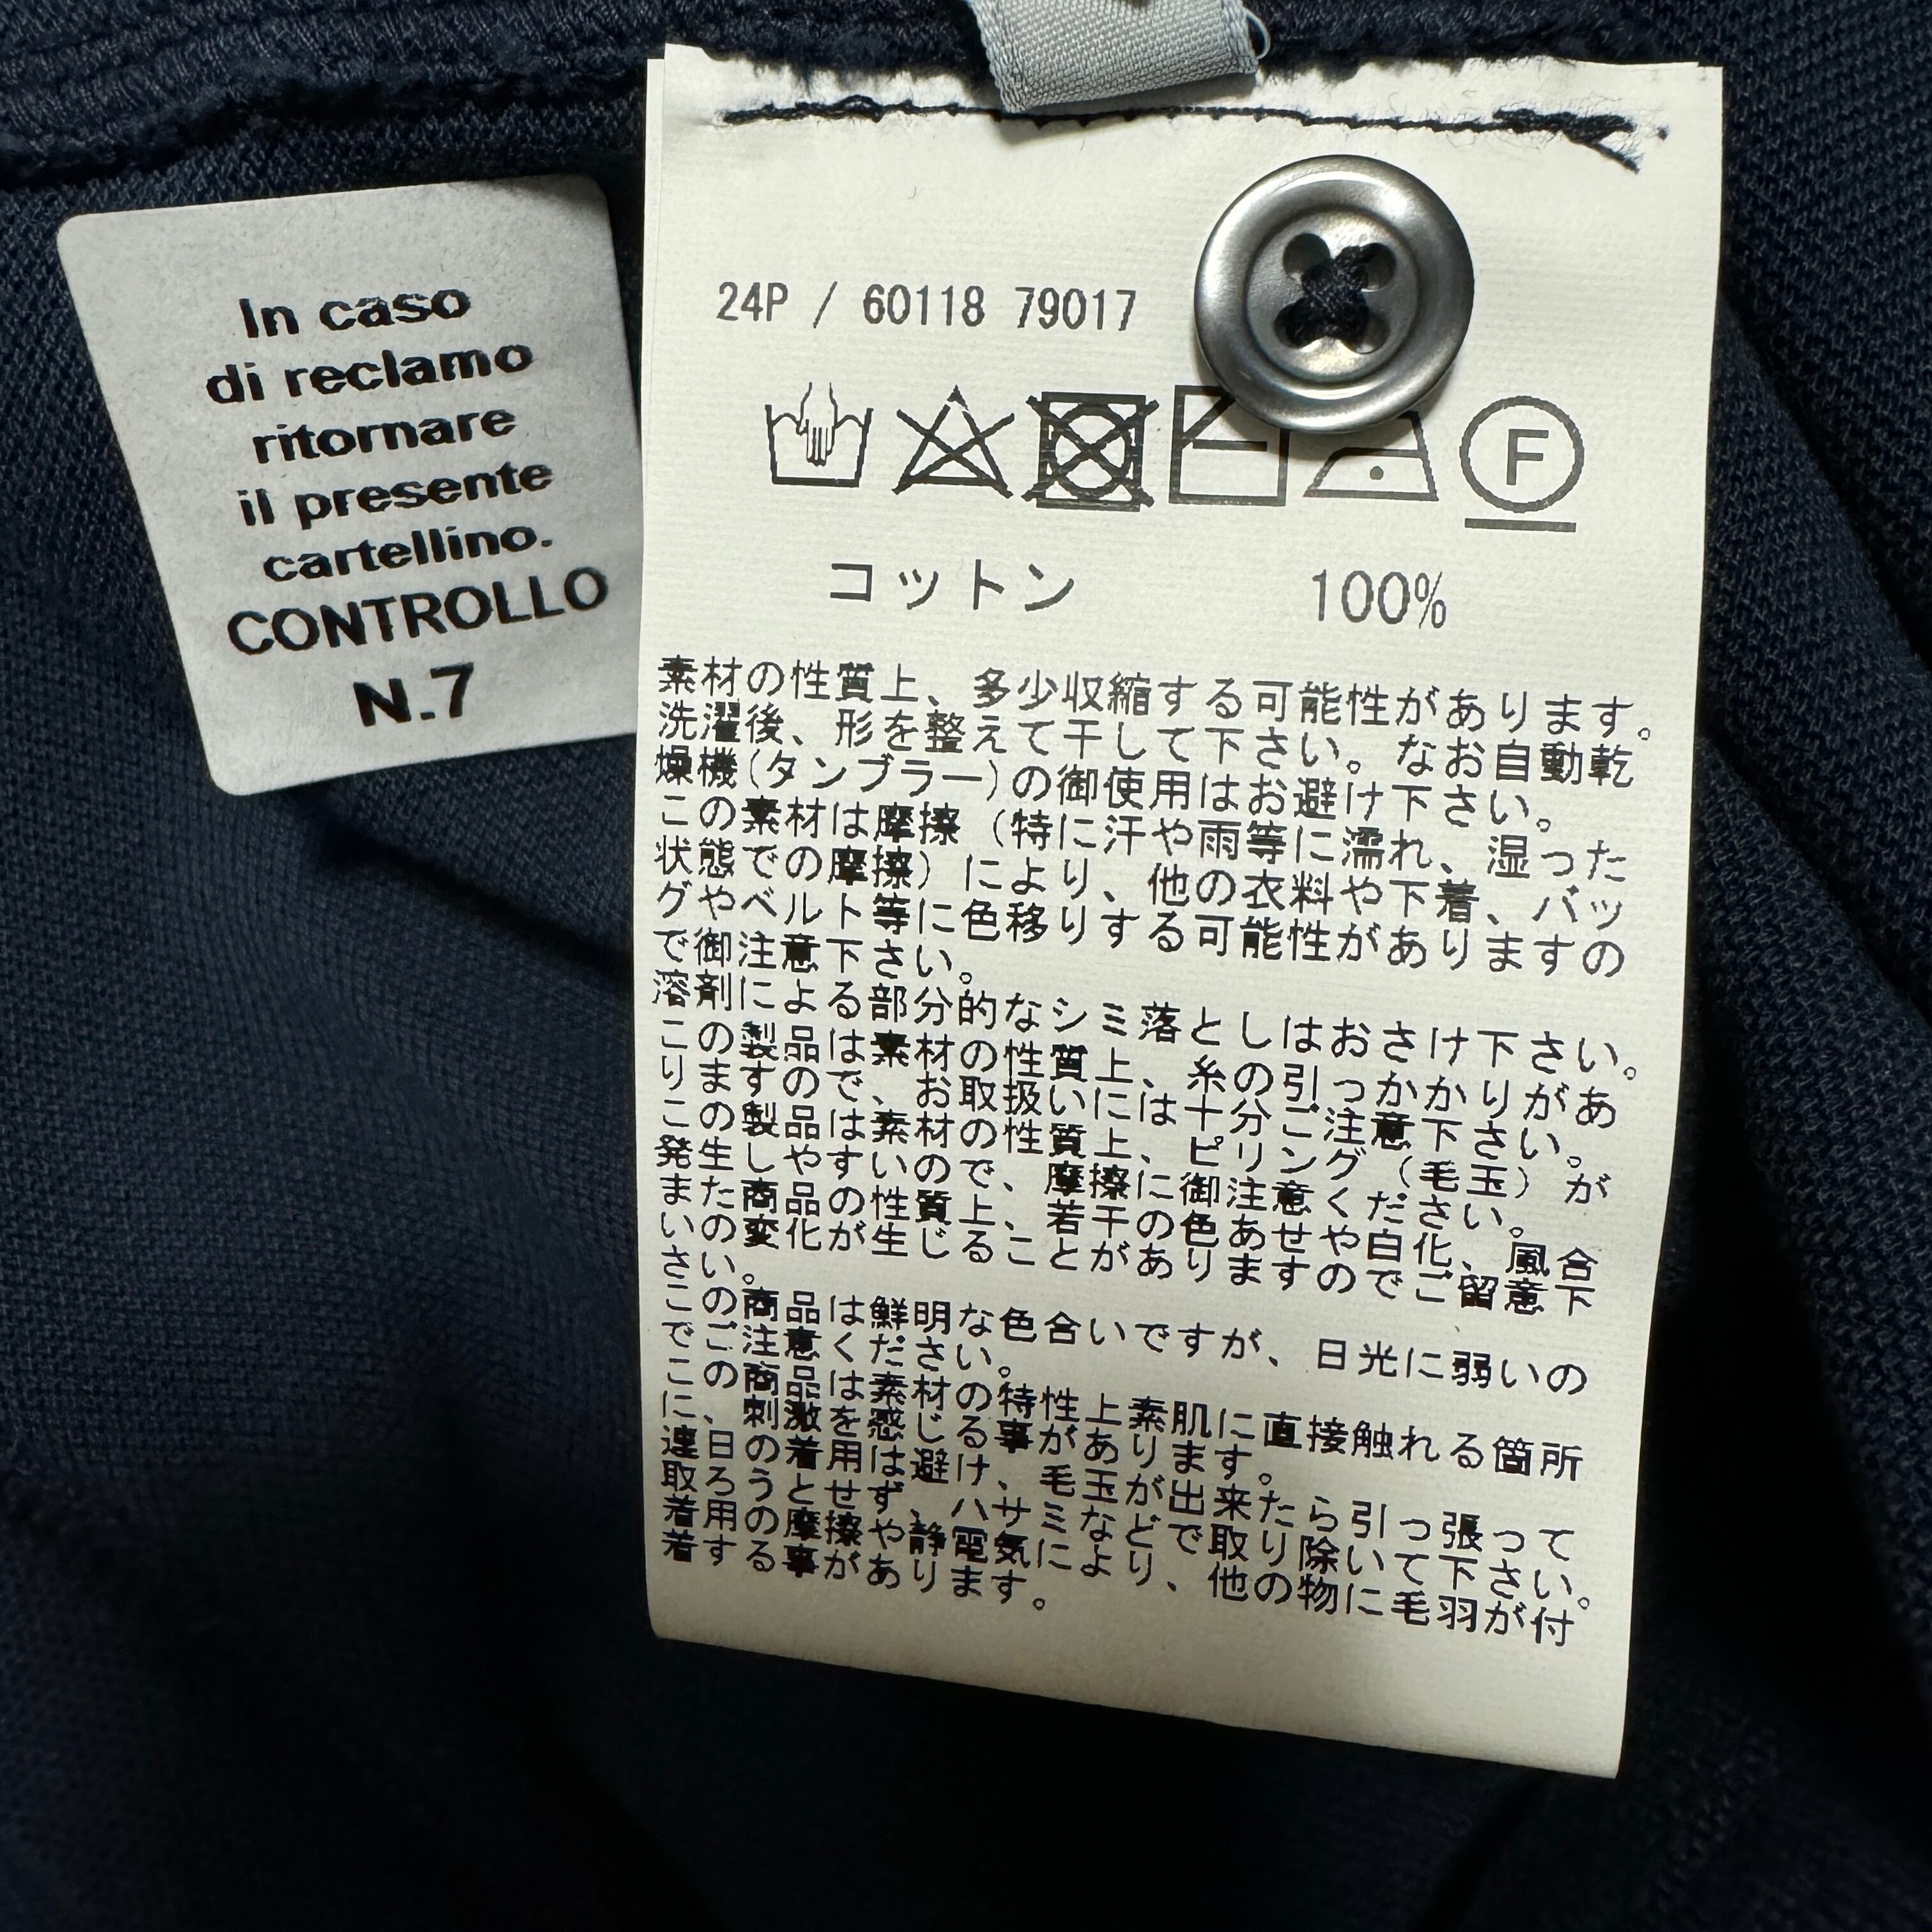 In caso
di reclamo
ritornare
il presente
cartellino.
CONTROLLO
N.7
24P / 60118 79017
F
コットン 100%
素材の性質上、多少収縮する可能性があります。
洗濯後、形を整えて干して下さい。なお自動乾
燥機(タンブラー)の御使用はお避け下さい。
この素材は摩擦（特に汗や雨等に濡れ、湿った
状態での摩擦）により、他の衣料や下着、バッ
グやベルト等に色移りする可能性がありますの
で御注意下さい。
溶剤による部分的なシミ落としはおさけ下さい。
この製品は素材の性質上、糸の引っかかりがあ
りますので、お取扱いには十分ご注意下さい。
この製品は素材の性質上、ピリング（毛玉）が
発生しやすいので、摩擦に御注意ください。
また商品の性質上、若干の色あせや白化、風合
いの変化が生じることがありますのでご留意下
さい。
この商品は鮮明な色合いですが、日光に弱いの
でご注意ください。
この商品は素材の特性上素肌に直接触れる箇所
に、刺激を感じる事があります。
連日の着用は避け、毛玉が出来たら引っ張って
取ろうとせず、ハサミなどで取り除いて下さい。
着用の摩擦や静電気により、他の物に毛羽が付
着する事があります。